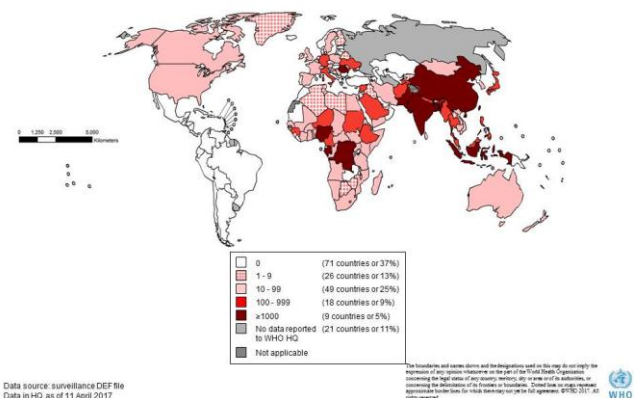 0 1,250 2,500 5,000
Kilometers
0 (71 countries or 37%)
1 - 9 (26 countries or 13%)
10 - 99 (49 countries or 25%)
100 - 999 (18 countries or 9%)
≥1000 (9 countries or 5%)
No data reported (21 countries or 11%)
to WHO HQ
Not applicable
Data source: surveillance DEF file
Data in HQ as of 11 April 2017
The boundaries and names shown and the designations used on this map do not imply the
expression of any opinion whatsoever on the part of the World Health Organization
concerning the legal status of any country, territory, city or area or of its authorities, or
concerning the delimitation of its frontiers or boundaries. Dotted lines on maps represent
approximate border lines for which there may not yet be full agreement. ©WHO 2017. All
rights reserved
WHO